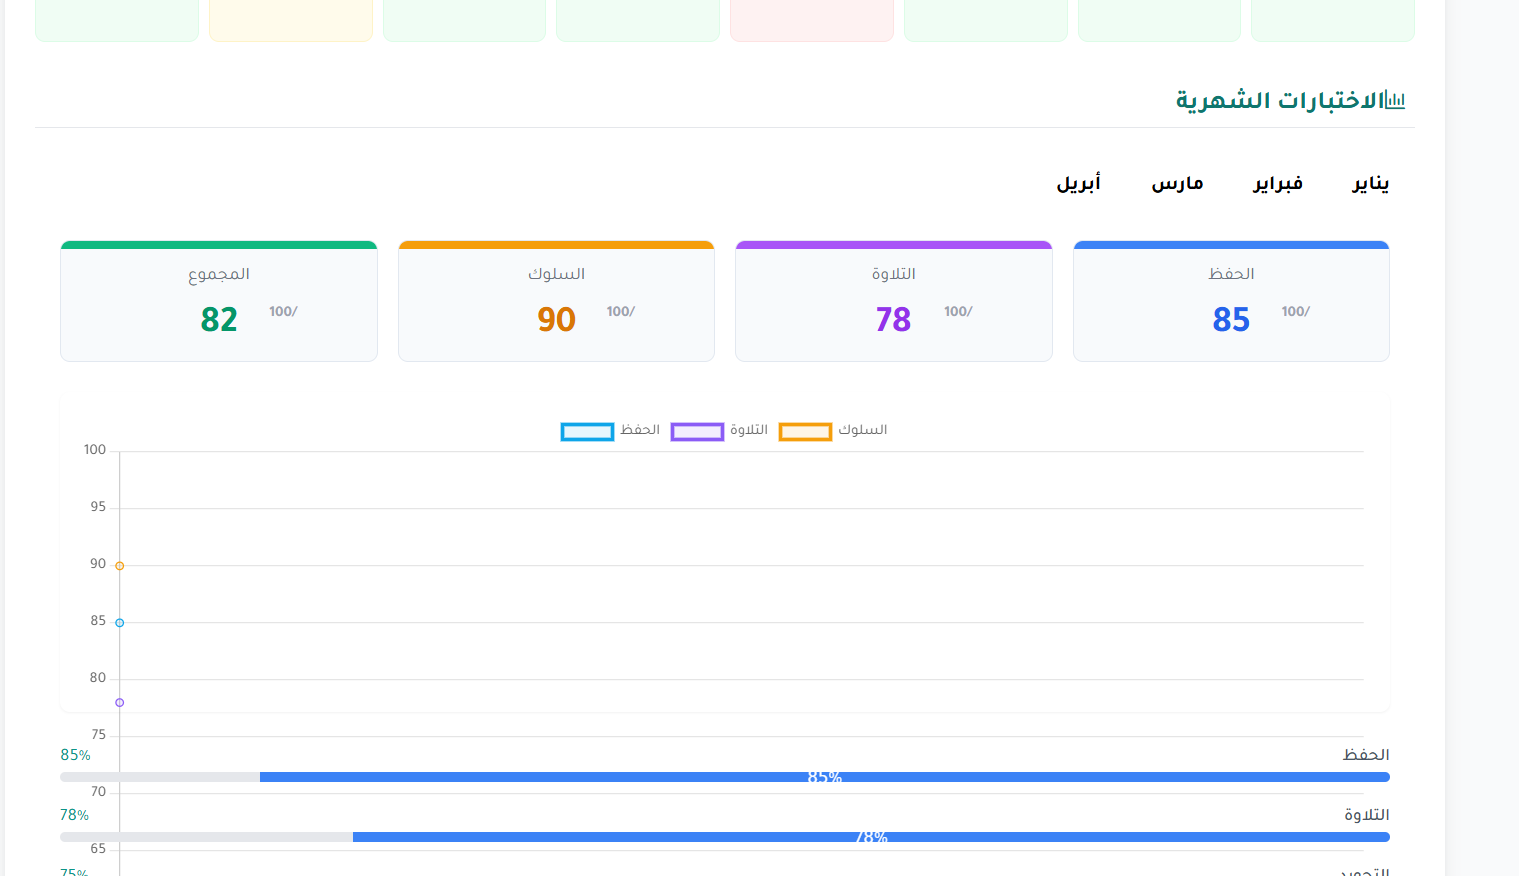 الاختبارات الشهرية
يناير فبراير مارس أبريل
الحفظ
85 /100
التلاوة
78 /100
السلوك
90 /100
المجموع
82 /100
السلوك التلاوة الحفظ
100
95
90
85
80
75
الحفظ 85%
85%
70
التلاوة 78%
78%
65
التجويد 75%